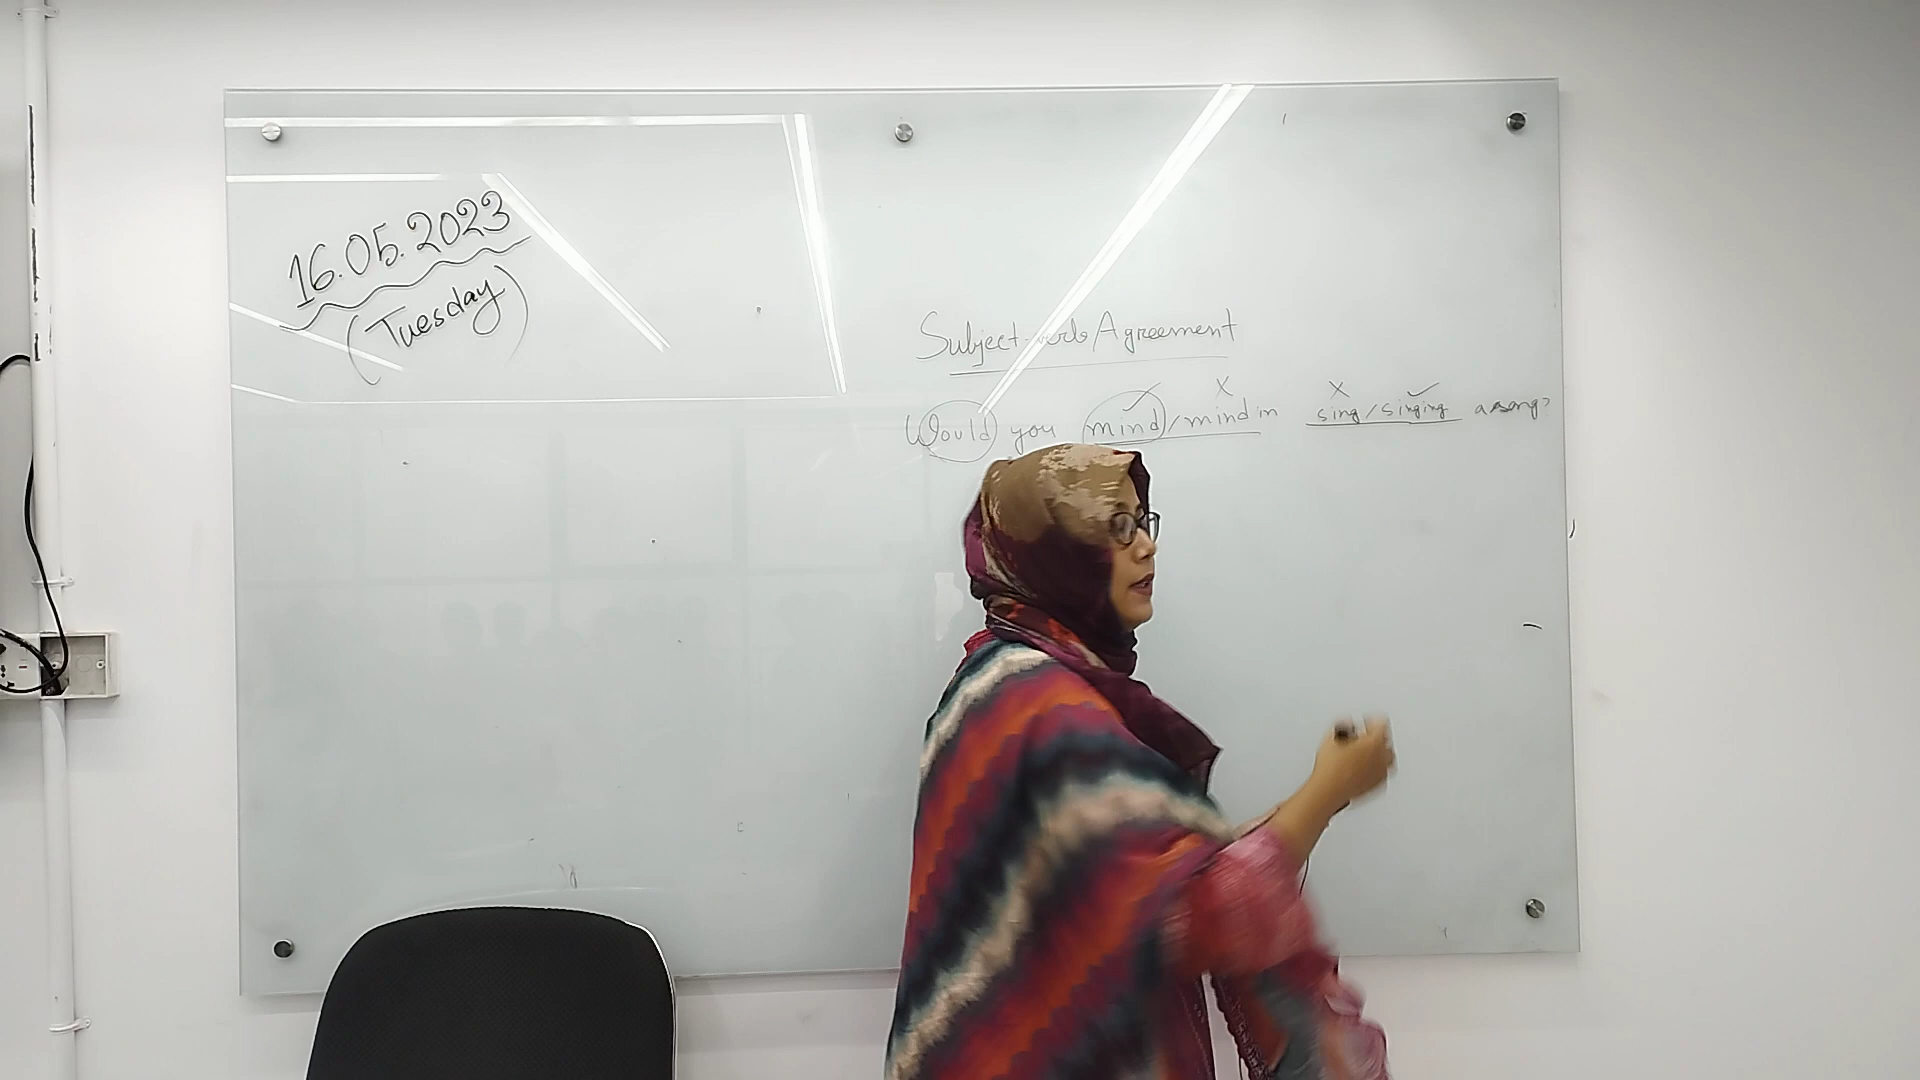 16.05.2023
(Tuesday)
Subject-verb Agreement
Would you mind/mind in sing/singing a song?